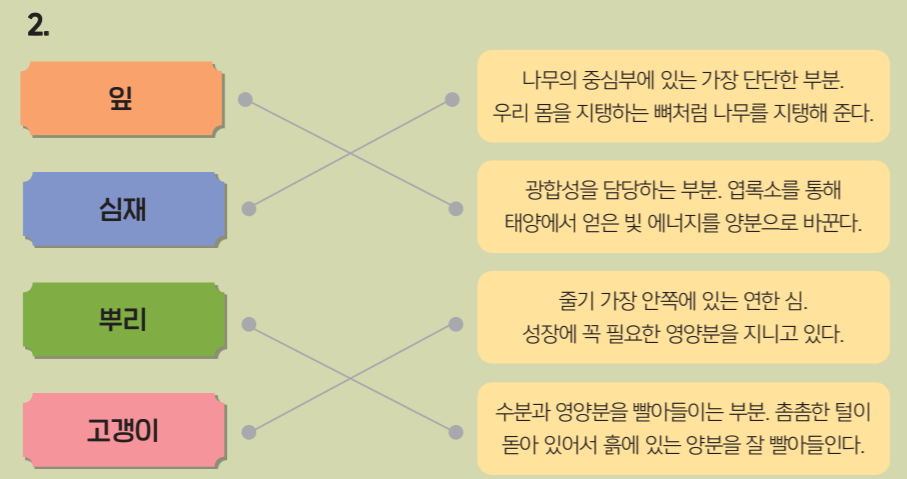 2.
잎
나무의 중심부에 있는 가장 단단한 부분.
우리 몸을 지탱하는 뼈처럼 나무를 지탱해 준다.
심재
광합성을 담당하는 부분. 엽록소를 통해
태양에서 얻은 빛 에너지를 양분으로 바꾼다.
뿌리
줄기 가장 안쪽에 있는 연한 심.
성장에 꼭 필요한 영양분을 지니고 있다.
고갱이
수분과 영양분을 빨아들이는 부분. 촘촘한 털이
돋아 있어서 흙에 있는 양분을 잘 빨아들인다.